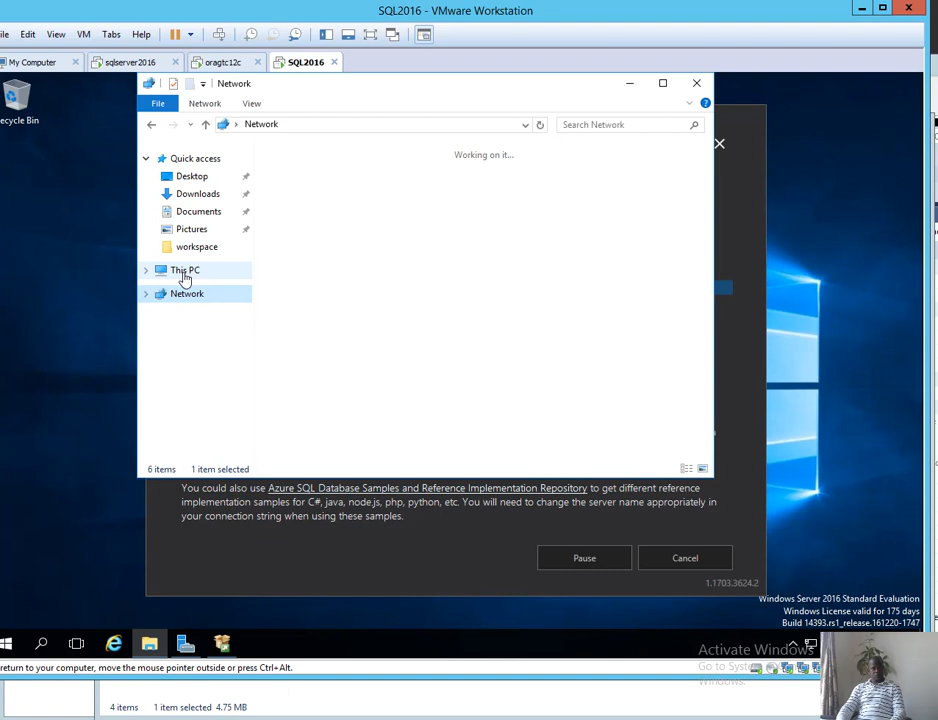 SQL2016 - VMware Workstation
ile Edit View VM Tabs Help
My Computer sqlserver2016 oragtc12c SQL2016
Network
File Network View
Network Search Network
ecycle Bin
Working on it...
Quick access
Desktop
Downloads
Documents
Pictures
workspace
This PC
Network
6 items 1 item selected
You could also use Azure SQL Database Samples and Reference Implementation Repository to get different reference
implementation samples for C#, java, node.js, php, python, etc. You will need to change the server name appropriately in
your connection string when using these samples.
Pause Cancel
1.1703.3624.2
Windows Server 2016 Standard Evaluation
Windows License valid for 175 days
Build 14393.rs1_release.161220-1747
Activate Windows
Go to System
Windows.
return to your computer, move the mouse pointer outside or press Ctrl+Alt.
4 items 1 item selected 4.75 MB